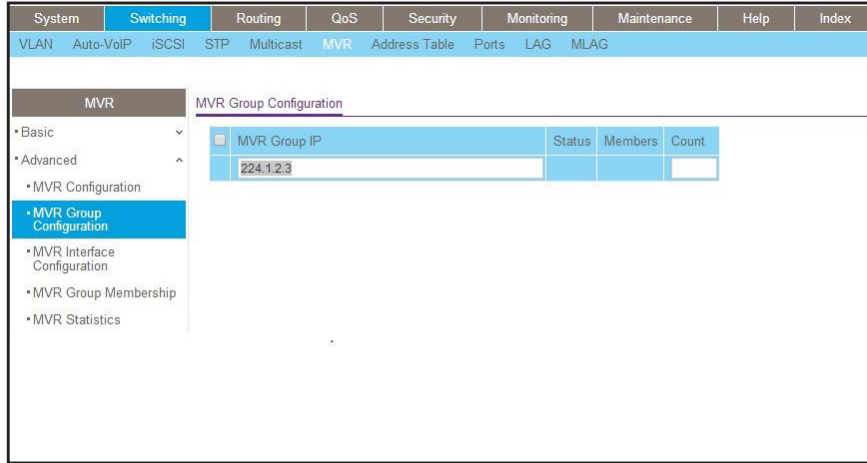 System Switching Routing QoS Security Monitoring Maintenance Help Index
VLAN Auto-VoIP iSCSI STP Multicast MVR Address Table Ports LAG MLAG
MVR
Basic
Advanced
MVR Configuration
MVR Group
Configuration
MVR Interface
Configuration
MVR Group Membership
MVR Statistics
MVR Group Configuration
MVR Group IP Status Members Count
224.1.2.3